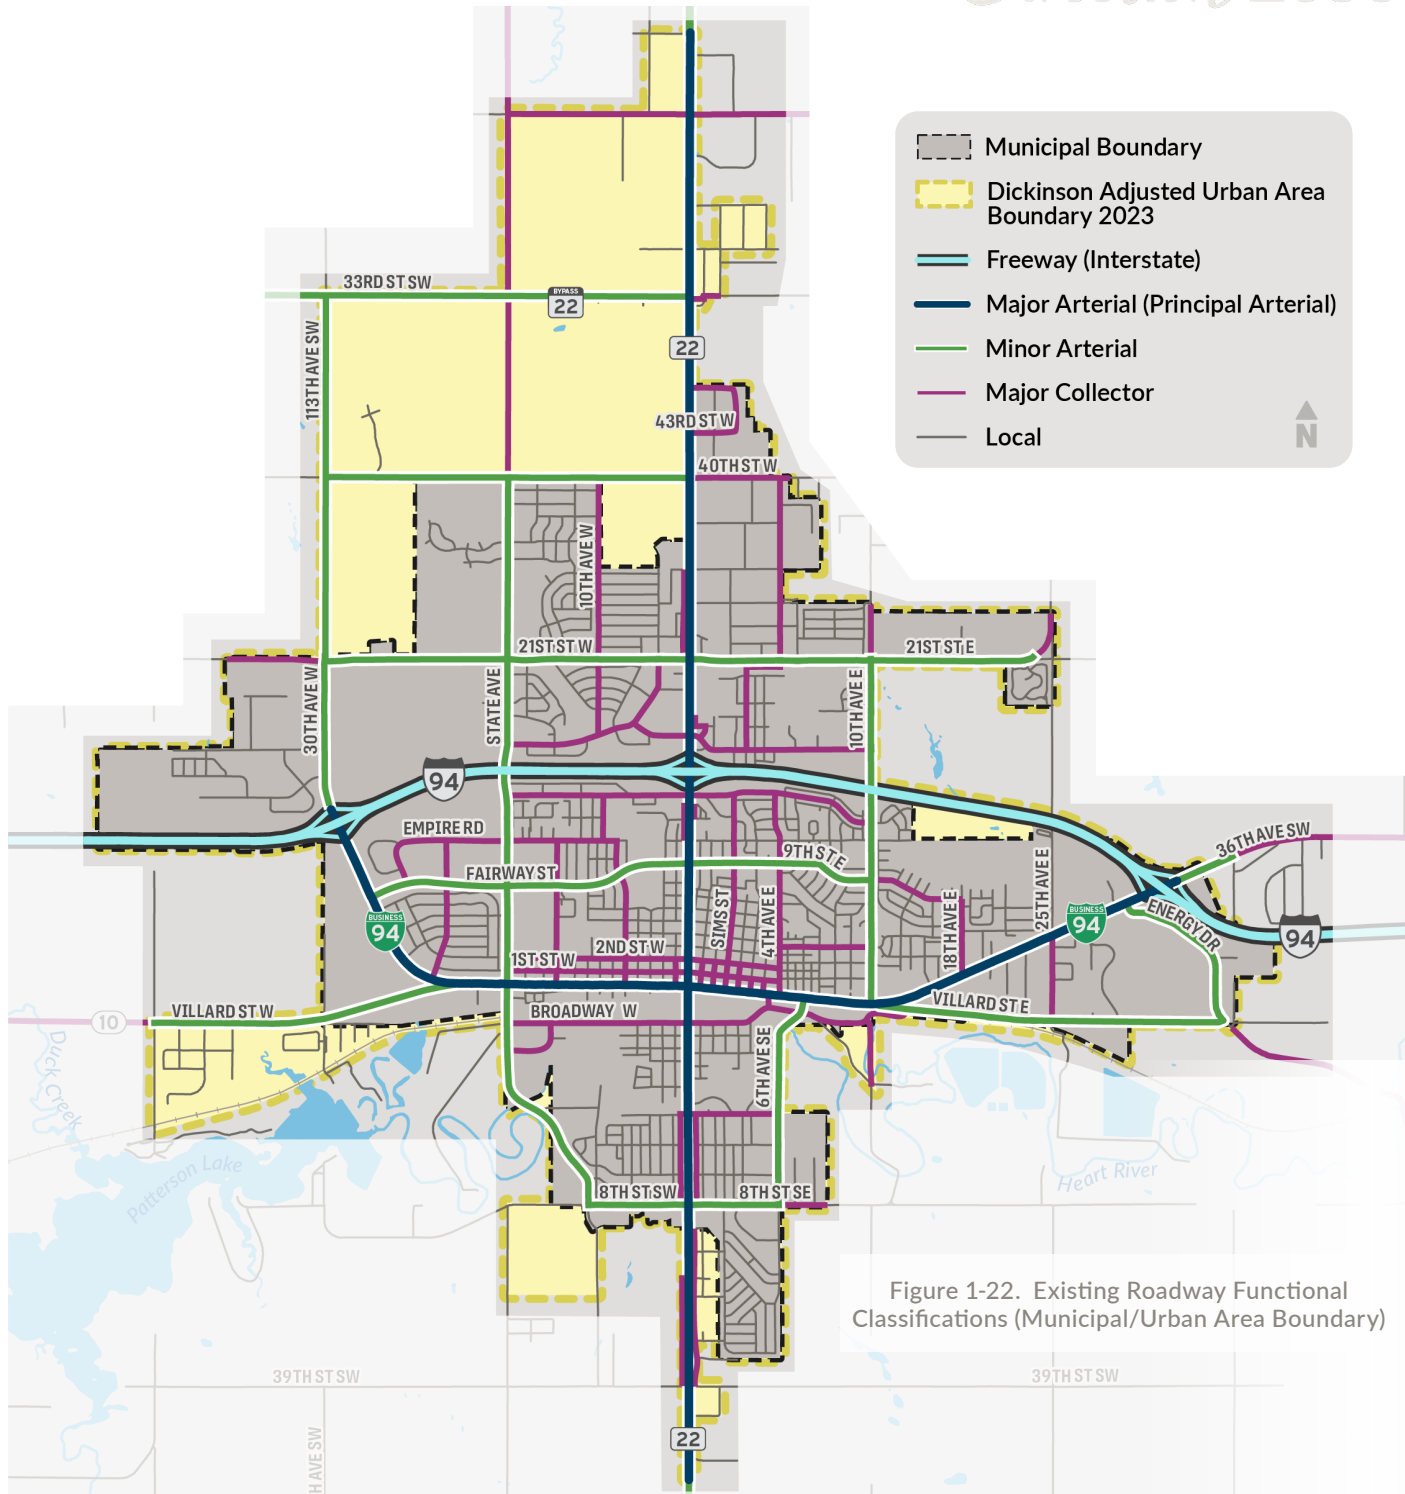 Municipal Boundary
Dickinson Adjusted Urban Area
Boundary 2023
Freeway (Interstate)
Major Arterial (Principal Arterial)
Minor Arterial
Major Collector
Local
N
33RD ST SW
BYPASS
22
113TH AVE SW
22
43RD ST W
40TH ST W
10TH AVE W
21ST ST W
21ST ST E
30TH AVE W
STATE AVE
10TH AVE E
94
EMPIRE RD
36TH AVE SW
9TH ST E
FAIRWAY ST
25TH AVE E
SIMS ST
4TH AVE E
18TH AVE E
BUSINESS
94
BUSINESS
94
ENERGY DR
94
2ND ST W
1ST ST W
VILLARD ST W
10
BROADWAY W
VILLARD ST E
Duck Creek
6TH AVE SE
Patterson Lake
Heart River
8TH ST SW
8TH ST SE
Figure 1-22. Existing Roadway Functional
Classifications (Municipal/Urban Area Boundary)
39TH ST SW
39TH ST SW
H AVE SW
22